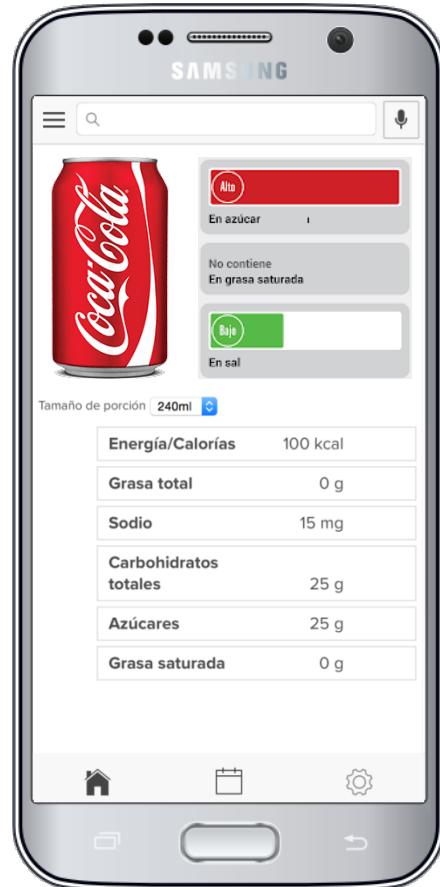 SAMSUNG
Coca-Cola
Alto
En azúcar
No contiene
En grasa saturada
Bajo
En sal
Tamaño de porción 240ml
Energía/Calorías 100 kcal
Grasa total 0 g
Sodio 15 mg
Carbohidratos
totales 25 g
Azúcares 25 g
Grasa saturada 0 g